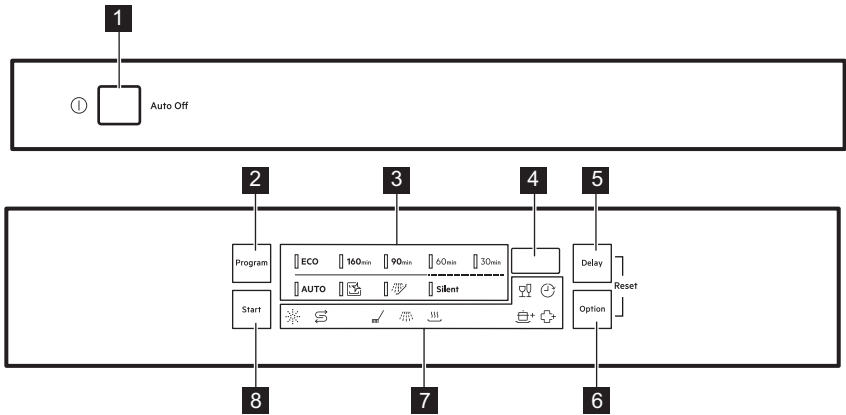 1
Auto Off
2 3 4 5
Program ECO 160min 90min 60min 30min Delay
Reset
Start AUTO Silent Option
8 7 6